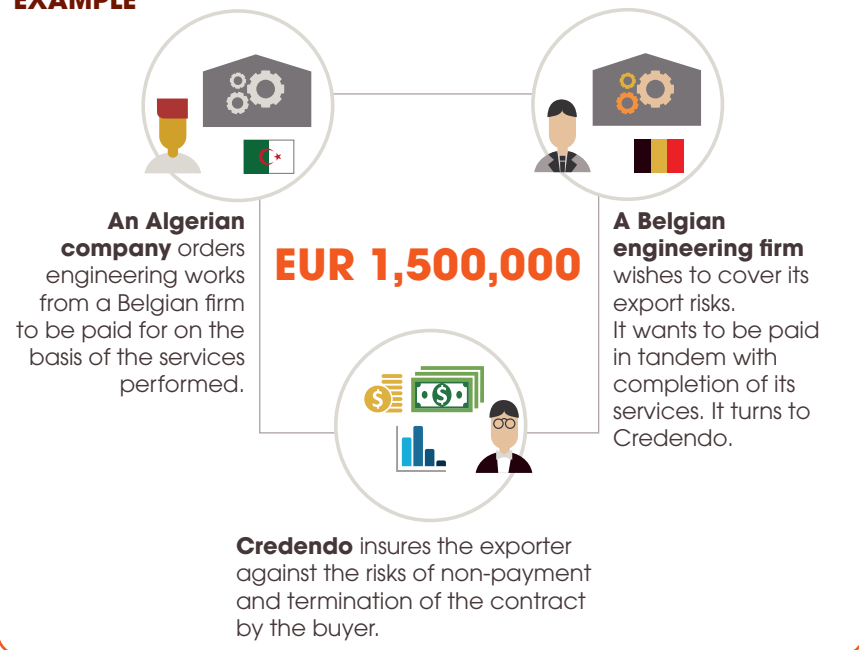 EXAMPLE
An Algerian
company orders
engineering works
from a Belgian firm
to be paid for on the
basis of the services
performed.
EUR 1,500,000
A Belgian
engineering firm
wishes to cover its
export risks.
It wants to be paid
in tandem with
completion of its
services. It turns to
Credendo.
$
$
Credendo insures the exporter
against the risks of non-payment
and termination of the contract
by the buyer.